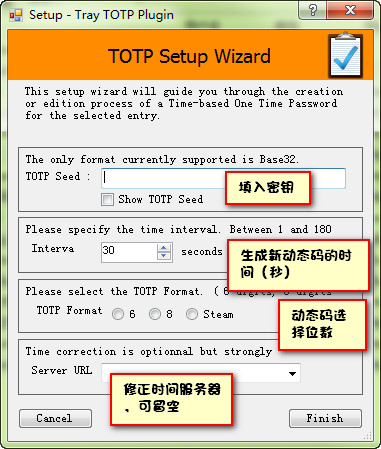 Setup - Tray TOTP Plugin
TOTP Setup Wizard
This setup wizard will guide you through the creation
or edition process of a Time-based One Time Password
for the selected entry.
The only format currently supported is Base32.
TOTP Seed :
填入密钥
Show TOTP Seed
Please specify the time interval. Between 1 and 180
Interva
30
seconds
生成新动态码的时
间（秒）
Please select the TOTP Format. ( 6 digits, 8 digits
TOTP Format
6
8
Steam
动态码选
择位数
Time correction is optionnal but strongly
Server URL
修正时间服务器
，可留空
Cancel
Finish